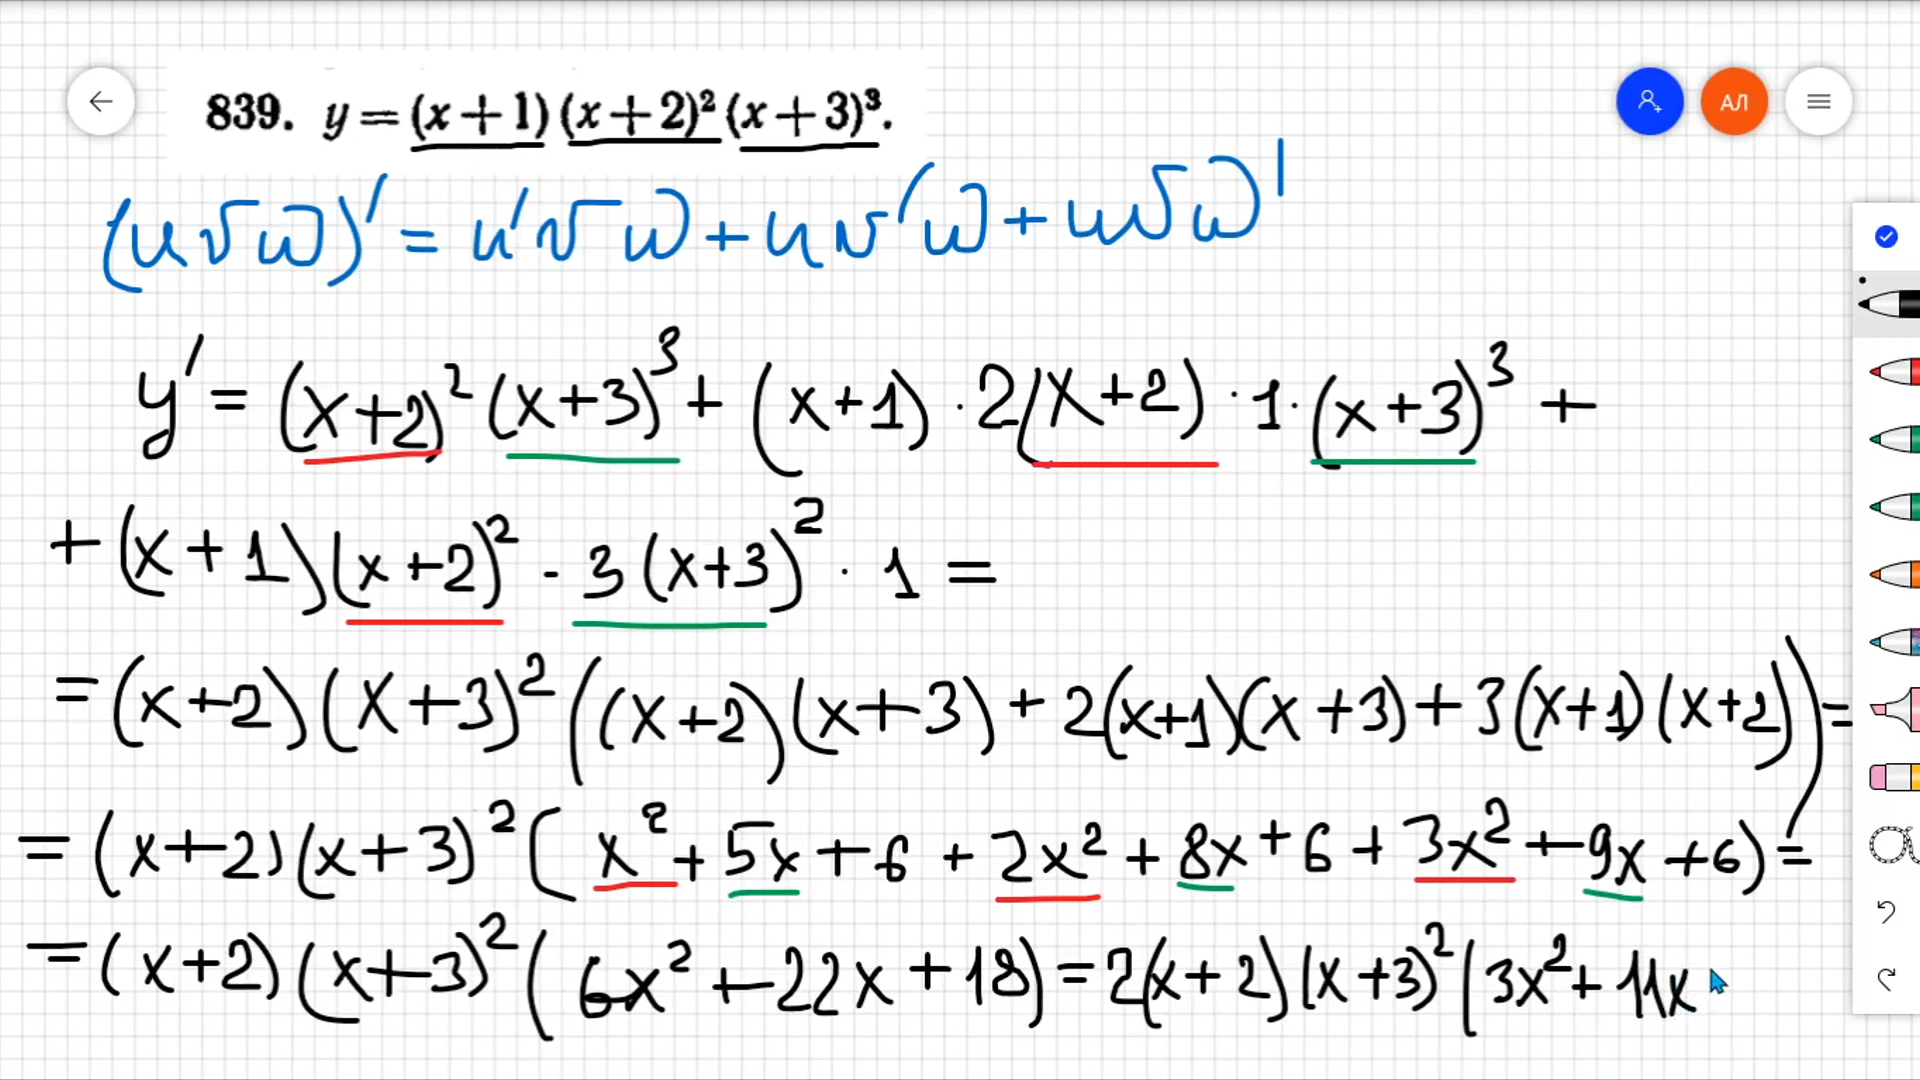 839. y = (x + 1) (x + 2)² (x + 3)³.
АЛ
(uvw)' = u'vw + uv'w + uvw'
y' = (x+2)²(x+3)³ + (x+1) · 2(x+2) · 1 · (x+3)³ +
+ (x+1)(x+2)² · 3(x+3)² · 1 =
= (x+2)(x+3)²((x+2)(x+3) + 2(x+1)(x+3) + 3(x+1)(x+2)) =
= (x+2)(x+3)²(x² + 5x + 6 + 2x² + 8x + 6 + 3x² + 9x + 6) =
= (x+2)(x+3)²(6x² + 22x + 18) = 2(x+2)(x+3)²(3x² + 11x